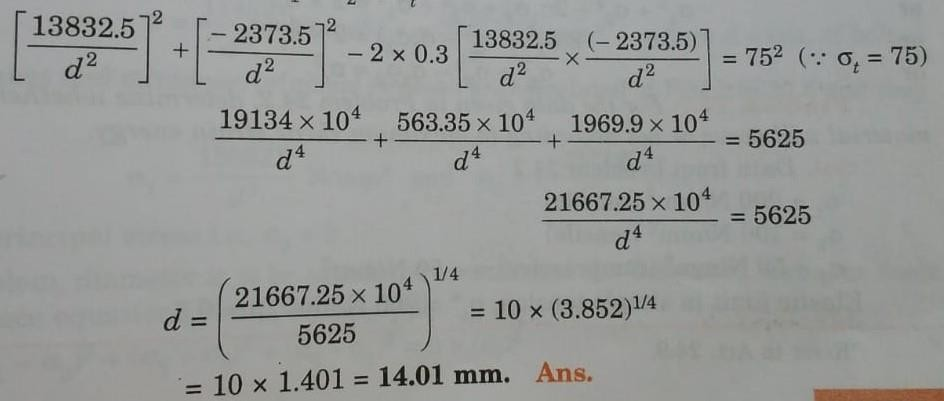 [13832.5/d²]² + [-2373.5/d²]² - 2 × 0.3 [13832.5/d² × (-2373.5)/d²] = 75² (∵ σₜ = 75)
19134 × 10⁴/d⁴ + 563.35 × 10⁴/d⁴ + 1969.9 × 10⁴/d⁴ = 5625
21667.25 × 10⁴/d⁴ = 5625
d = (21667.25 × 10⁴/5625)^1/4 = 10 × (3.852)^1/4
= 10 × 1.401 = 14.01 mm. Ans.